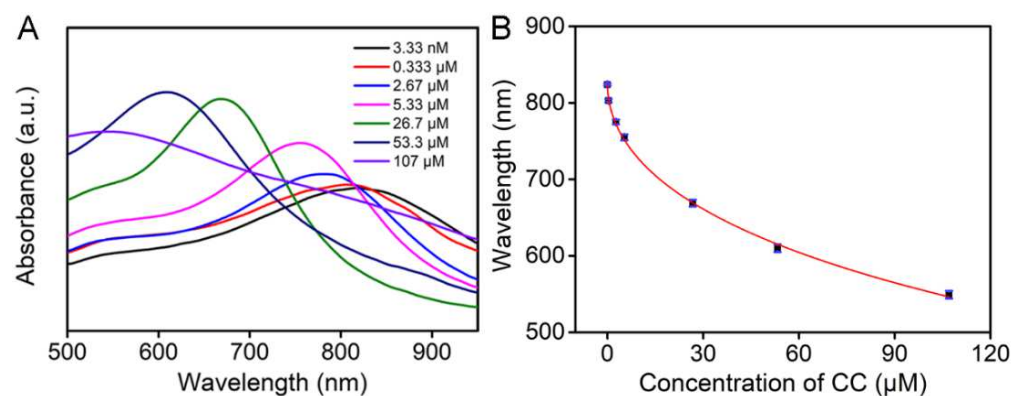 A
Absorbance (a.u.)
3.33 nM
0.333 µM
2.67 µM
5.33 µM
26.7 µM
53.3 µM
107 µM
500 600 700 800 900
Wavelength (nm)
B
Wavelength (nm)
900
800
700
600
500
0 30 60 90 120
Concentration of CC (µM)